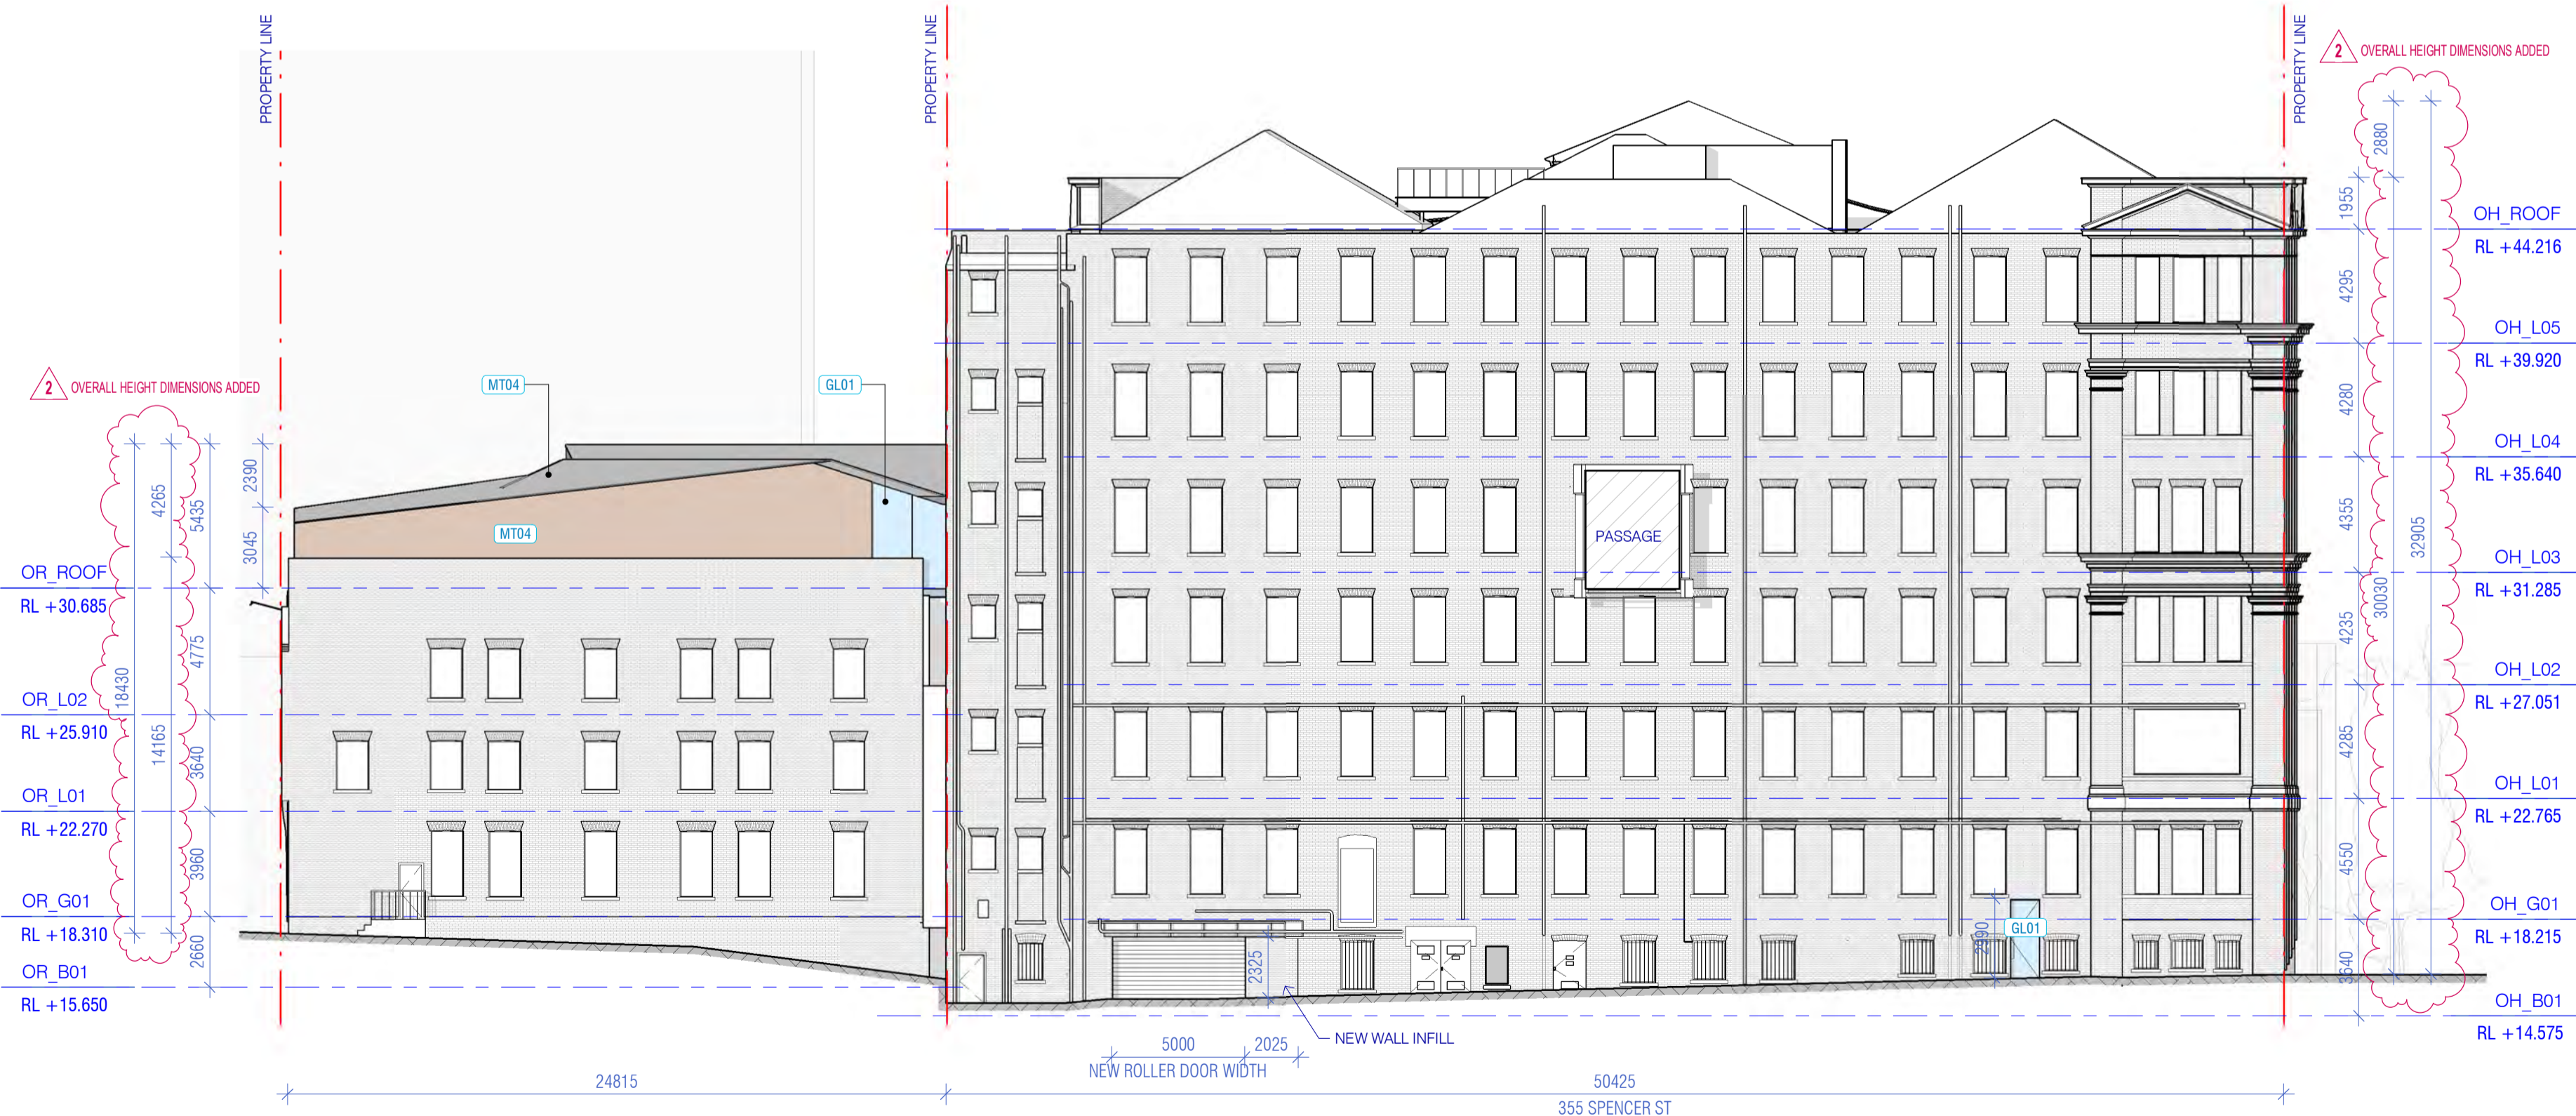 PROPERTY LINE
PROPERTY LINE
PROPERTY LINE
2 OVERALL HEIGHT DIMENSIONS ADDED
2880
1955
OH_ROOF
RL +44.216
4295
OH_L05
RL +39.920
4280
OH_L04
RL +35.640
4355
32905
OH_L03
RL +31.285
30030
4235
OH_L02
RL +27.051
4285
OH_L01
RL +22.765
4550
OH_G01
RL +18.215
3640
OH_B01
RL +14.575
2 OVERALL HEIGHT DIMENSIONS ADDED
MT04
GL01
2390
4265
5435
3045
MT04
PASSAGE
OR_ROOF
RL +30.685
4775
18430
OR_L02
RL +25.910
14165
3640
OR_L01
RL +22.270
3960
OR_G01
RL +18.310
2660
OR_B01
RL +15.650
2325
2990
GL01
NEW WALL INFILL
5000
2025
NEW ROLLER DOOR WIDTH
24815
50425
355 SPENCER ST